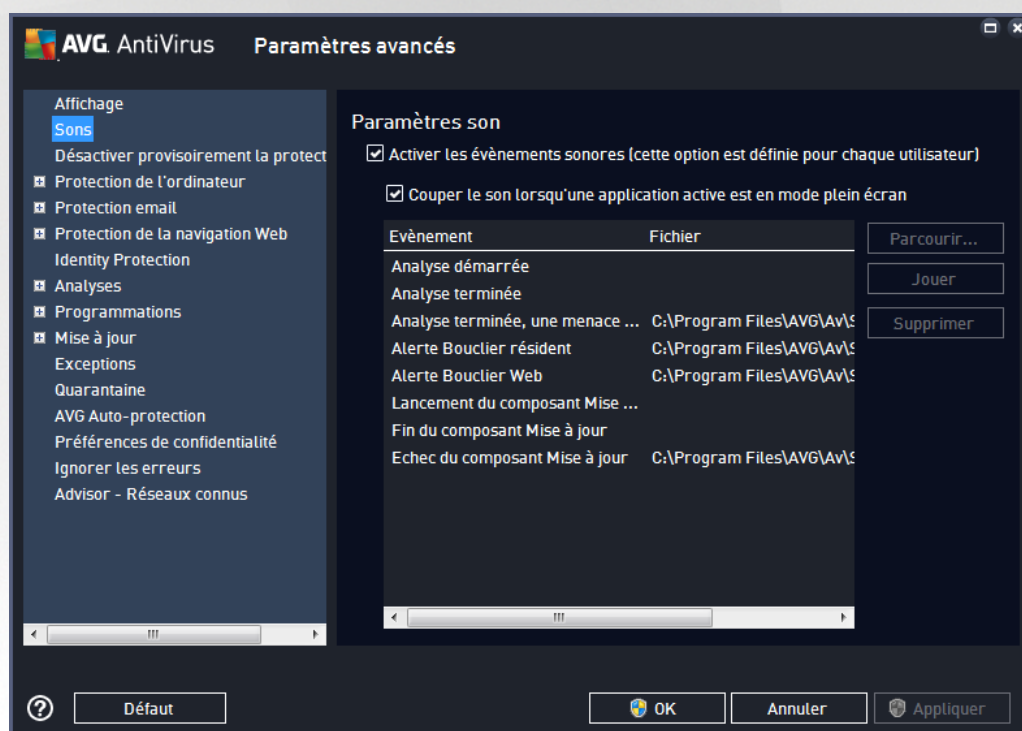 AVG. AntiVirus Paramètres avancés
Affichage
Sons
Désactiver provisoirement la protect
Protection de l'ordinateur
Protection email
Protection de la navigation Web
Identity Protection
Analyses
Programmations
Mise à jour
Exceptions
Quarantaine
AVG Auto-protection
Préférences de confidentialité
Ignorer les erreurs
Advisor - Réseaux connus
Paramètres son
Activer les évènements sonores (cette option est définie pour chaque utilisateur)
Couper le son lorsqu'une application active est en mode plein écran
Evènement Fichier
Analyse démarrée
Analyse terminée
Analyse terminée, une menace ... C:\Program Files\AVG\Av\S
Alerte Bouclier résident C:\Program Files\AVG\Av\S
Alerte Bouclier Web C:\Program Files\AVG\Av\S
Lancement du composant Mise ...
Fin du composant Mise à jour
Echec du composant Mise à jour C:\Program Files\AVG\Av\S
Parcourir...
Jouer
Supprimer
? Défaut OK Annuler Appliquer